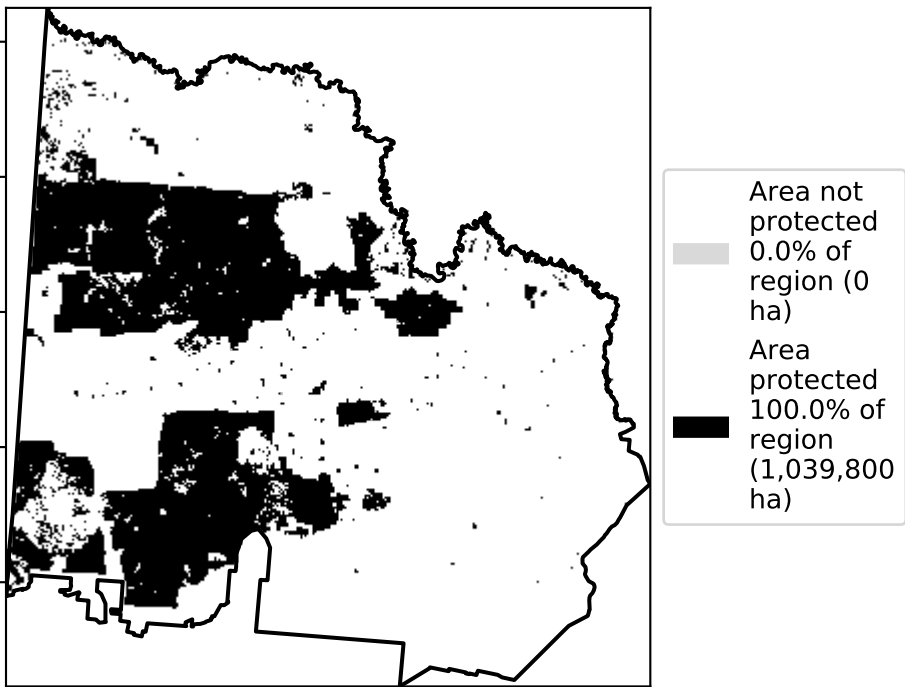 Area not
protected
0.0% of
region (0
ha)
Area
protected
100.0% of
region
(1,039,800
ha)